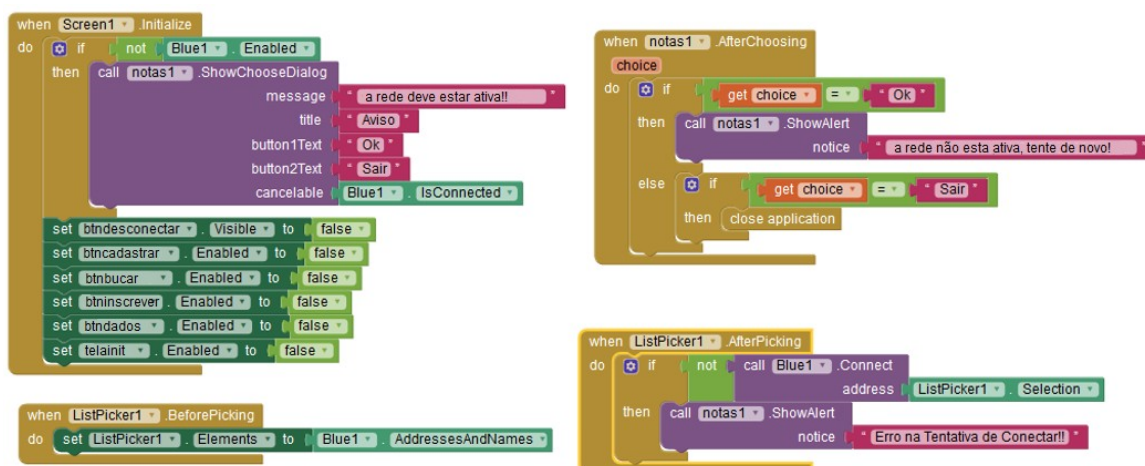 when Screen1 .Initialize
do if not Blue1 . Enabled
then call notas1 .ShowChooseDialog
message " a rede deve estar ativa!! "
title " Aviso "
button1Text " Ok "
button2Text " Sair "
cancelable Blue1 . IsConnected
set btndesconectar . Visible to false
set btncadastrar . Enabled to false
set btnbucar . Enabled to false
set btninscrever . Enabled to false
set btndados . Enabled to false
set telainit . Enabled to false
when ListPicker1 .BeforePicking
do set ListPicker1 . Elements to Blue1 . AddressesAndNames
when notas1 .AfterChoosing
choice
do if get choice = " Ok "
then call notas1 .ShowAlert
notice " a rede não esta ativa, tente de novo! "
else if get choice = " Sair "
then close application
when ListPicker1 .AfterPicking
do if not call Blue1 .Connect
address ListPicker1 . Selection
then call notas1 .ShowAlert
notice " Erro na Tentativa de Conectar!! "